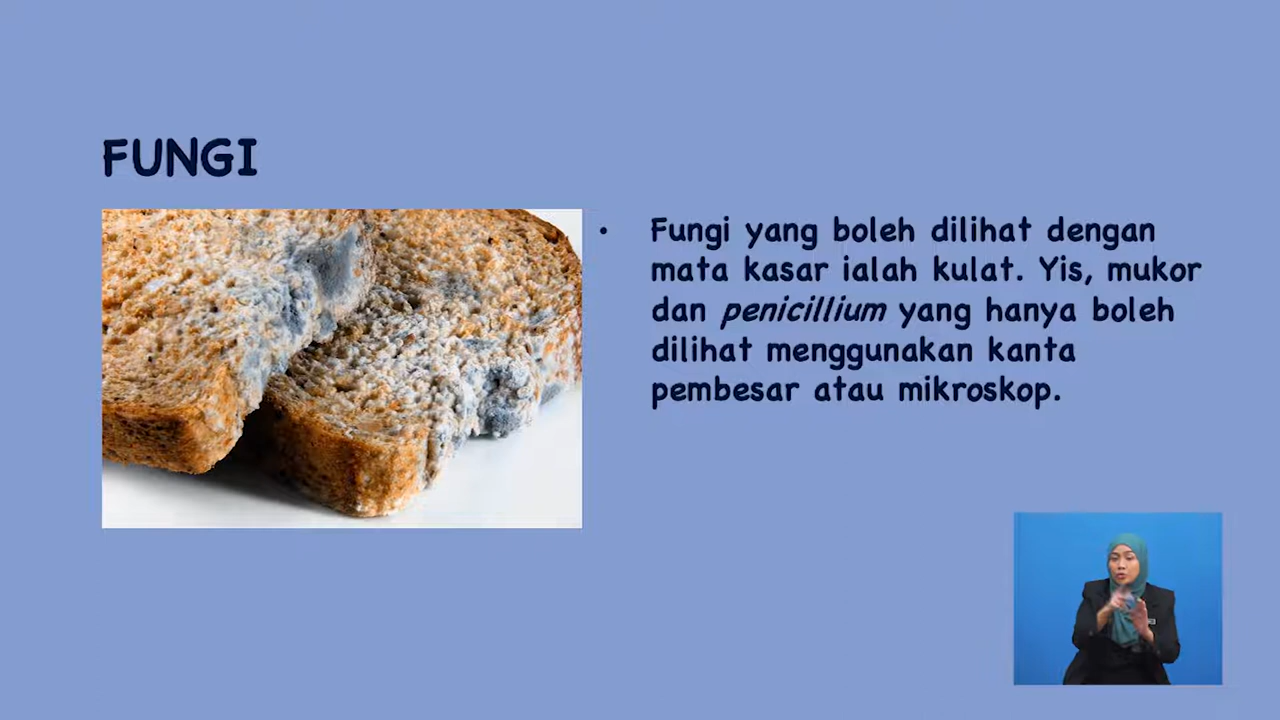 FUNGI
• Fungi yang boleh dilihat dengan
mata kasar ialah kulat. Yis, mukor
dan penicillium yang hanya boleh
dilihat menggunakan kanta
pembesar atau mikroskop.